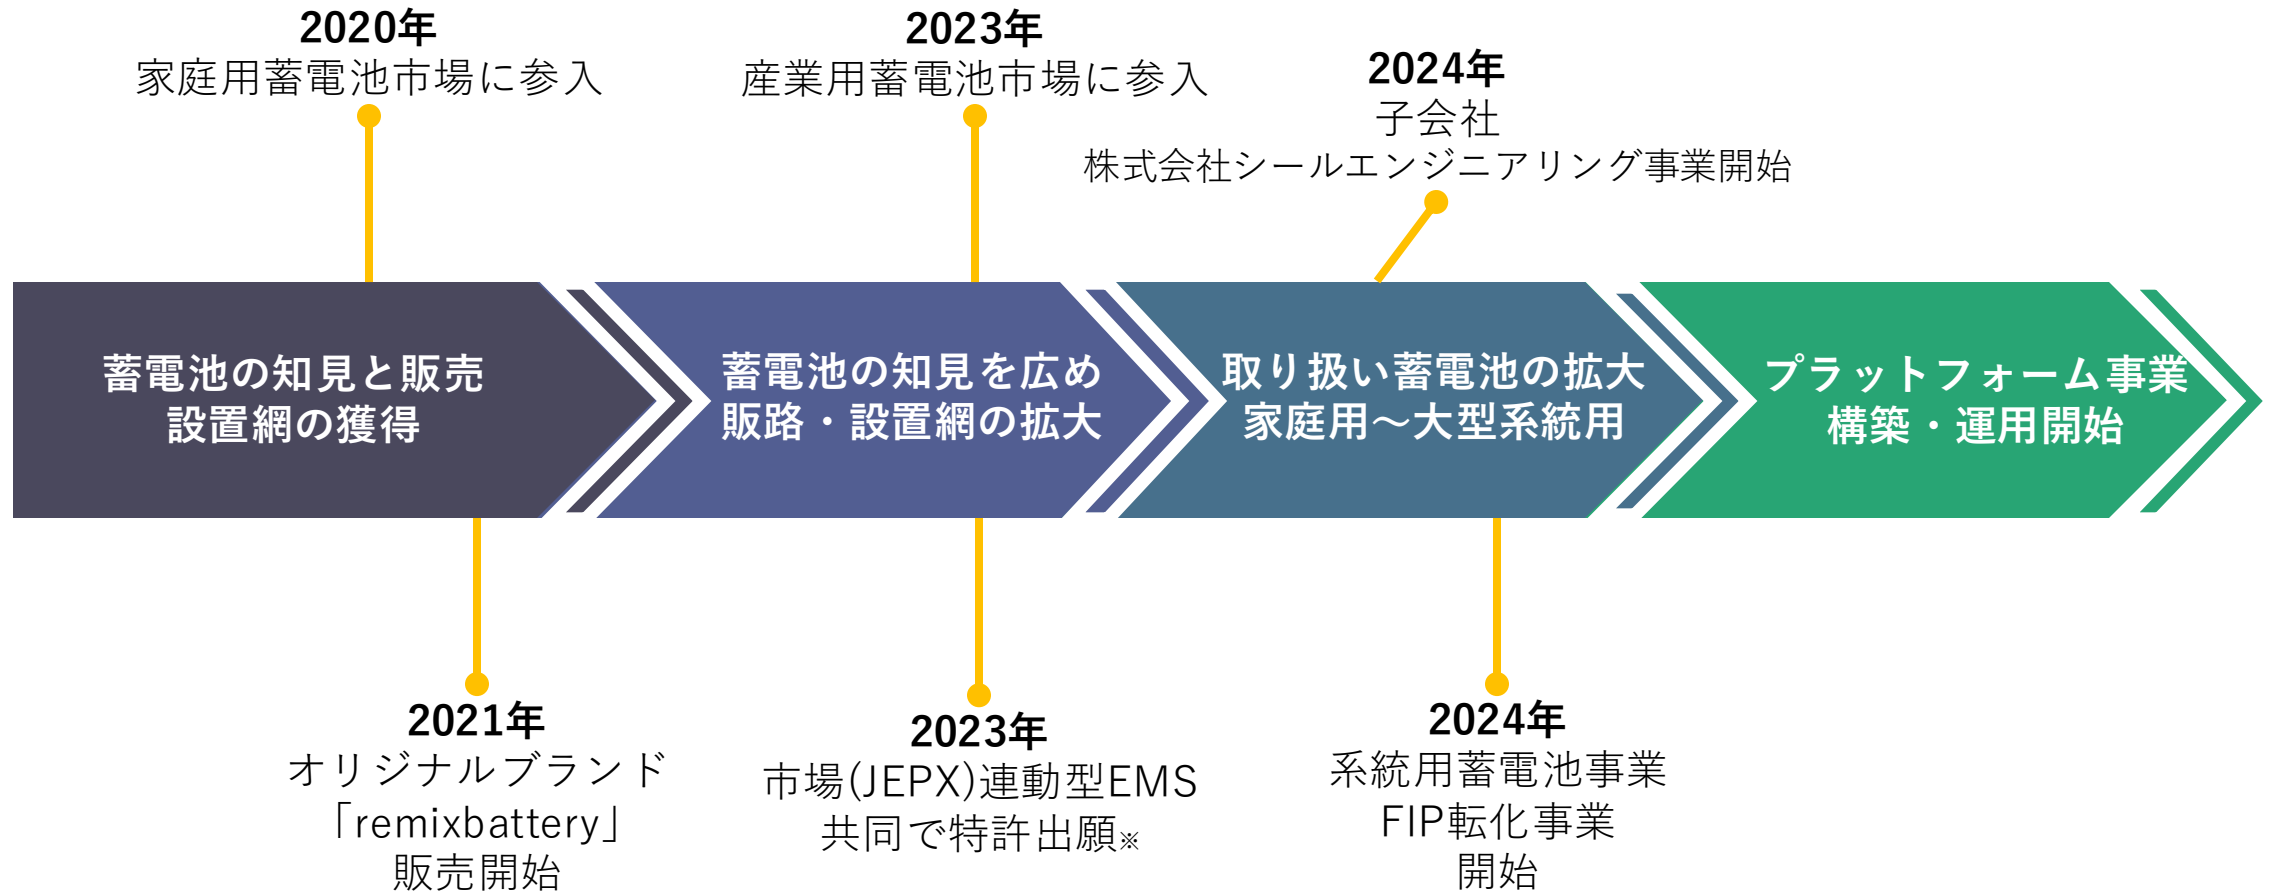 2020年
家庭用蓄電池市場に参入
2023年
産業用蓄電池市場に参入
2024年
子会社
株式会社シールエンジニアリング事業開始
蓄電池の知見と販売
設置網の獲得
蓄電池の知見を広め
販路・設置網の拡大
取り扱い蓄電池の拡大
家庭用～大型系統用
プラットフォーム事業
構築・運用開始
2021年
オリジナルブランド
「remixbattery」
販売開始
2023年
市場(JEPX)連動型EMS
共同で特許出願※
2024年
系統用蓄電池事業
FIP転化事業
開始